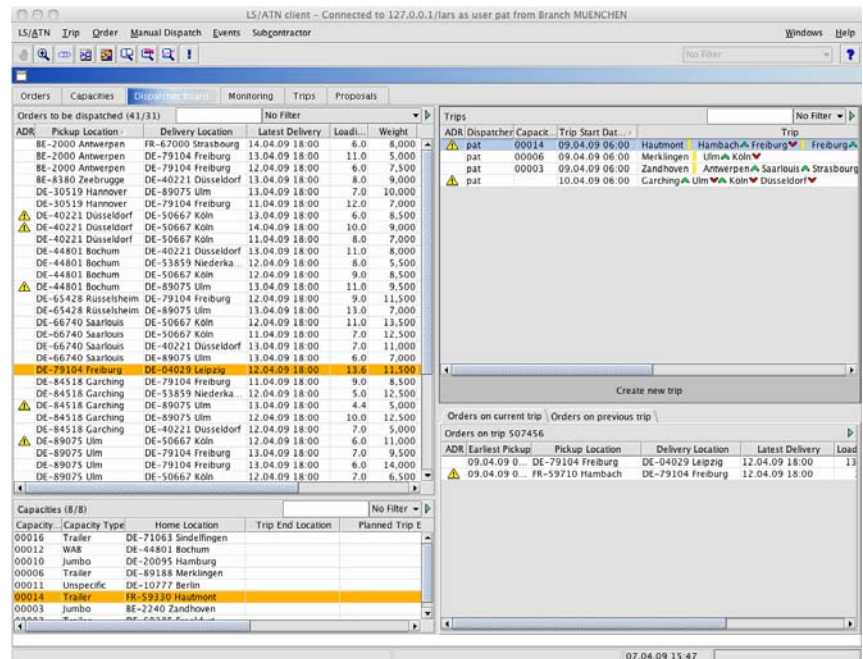 LS/ATN client – Connected to 127.0.0.1/lars as user pat from Branch MUENCHEN
LS/ATN Trip Order Manual Dispatch Events Subcontractor Windows Help
No Filter ?
Orders Capacities Dispatcher board Monitoring Trips Proposals
Orders to be dispatched (41/31) No Filter
ADR Pickup Location Delivery Location Latest Delivery Loadi... Weight
BE-2000 Antwerpen FR-67000 Strasbourg 14.04.09 18:00 6.0 8,000
BE-2000 Antwerpen DE-79104 Freiburg 13.04.09 18:00 11.0 5,000
BE-2000 Antwerpen DE-79104 Freiburg 12.04.09 18:00 6.0 7,500
BE-8380 Zeebrugge DE-40221 Düsseldorf 13.04.09 18:00 8.0 9,000
DE-30519 Hannover DE-89075 Ulm 13.04.09 18:00 7.0 10,000
DE-30519 Hannover DE-79104 Freiburg 11.04.09 18:00 12.0 7,000
DE-40221 Düsseldorf DE-50667 Köln 13.04.09 18:00 6.0 8,500
DE-40221 Düsseldorf DE-50667 Köln 14.04.09 18:00 10.0 9,000
DE-40221 Düsseldorf DE-50667 Köln 11.04.09 18:00 8.0 7,000
DE-44801 Bochum DE-40221 Düsseldorf 13.04.09 18:00 11.0 8,000
DE-44801 Bochum DE-53859 Niederka... 12.04.09 18:00 8.0 5,500
DE-44801 Bochum DE-50667 Köln 12.04.09 18:00 9.0 8,500
DE-44801 Bochum DE-89075 Ulm 13.04.09 18:00 11.0 9,500
DE-65428 Rüsselsheim DE-79104 Freiburg 12.04.09 18:00 9.0 11,500
DE-65428 Rüsselsheim DE-89075 Ulm 13.04.09 18:00 13.0 7,000
DE-66740 Saarlouis DE-50667 Köln 12.04.09 18:00 11.0 13,500
DE-66740 Saarlouis DE-50667 Köln 11.04.09 18:00 7.0 12,500
DE-66740 Saarlouis DE-40221 Düsseldorf 13.04.09 18:00 7.0 11,000
DE-66740 Saarlouis DE-89075 Ulm 13.04.09 18:00 6.0 7,000
DE-79104 Freiburg DE-04029 Leipzig 12.04.09 18:00 13.6 11,500
DE-84518 Garching DE-79104 Freiburg 11.04.09 18:00 9.0 8,500
DE-84518 Garching DE-53859 Niederka... 12.04.09 18:00 5.0 12,500
DE-84518 Garching DE-89075 Ulm 13.04.09 18:00 4.4 5,000
DE-84518 Garching DE-89075 Ulm 12.04.09 18:00 10.0 12,500
DE-84518 Garching DE-40221 Düsseldorf 12.04.09 18:00 7.0 5,000
DE-89075 Ulm DE-50667 Köln 12.04.09 18:00 6.0 11,000
DE-89075 Ulm DE-79104 Freiburg 13.04.09 18:00 7.0 9,500
DE-89075 Ulm DE-79104 Freiburg 13.04.09 18:00 6.0 14,000
DE-89075 Ulm DE-50667 Köln 12.04.09 18:00 7.0 6,500
Capacities (8/8) No Filter
Capacity... Capacity Type Home Location Trip End Location Planned Trip E
00016 Trailer DE-71063 Sindelfingen
00012 WAB DE-44801 Bochum
00010 Jumbo DE-20095 Hamburg
00006 Trailer DE-89188 Merklingen
00011 Unspecific DE-10777 Berlin
00014 Trailer FR-59330 Hautmont
00003 Jumbo BE-2240 Zandhoven
Trips No Filter
ADR Dispatcher Capacit... Trip Start Dat... Trip
pat 00014 09.04.09 06:00 Hautmont Hambach Freiburg Freiburg
pat 00006 09.04.09 06:00 Merklingen Ulm Köln
pat 00003 09.04.09 06:00 Zandhoven Antwerpen Saarlouis Strasbourg
pat 10.04.09 06:00 Garching Ulm Köln Düsseldorf
Create new trip
Orders on current trip Orders on previous trip
Orders on trip 507456
ADR Earliest Pickup Pickup Location Delivery Location Latest Delivery Load
09.04.09 0... DE-79104 Freiburg DE-04029 Leipzig 12.04.09 18:00 13
09.04.09 0... FR-59710 Hambach DE-79104 Freiburg 12.04.09 18:00
07.04.09 15:47